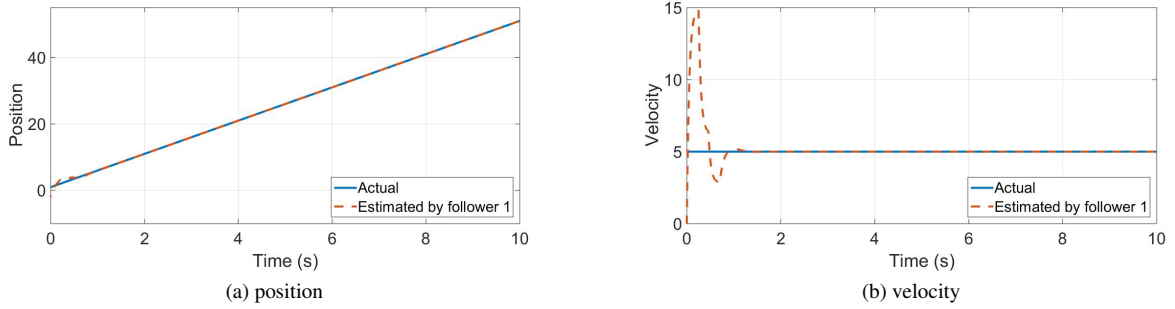 Position
40
20
0
0
2
4
6
8
10
Time (s)
Actual
Estimated by follower 1
(a) position
Velocity
15
10
5
0
0
2
4
6
8
10
Time (s)
Actual
Estimated by follower 1
(b) velocity